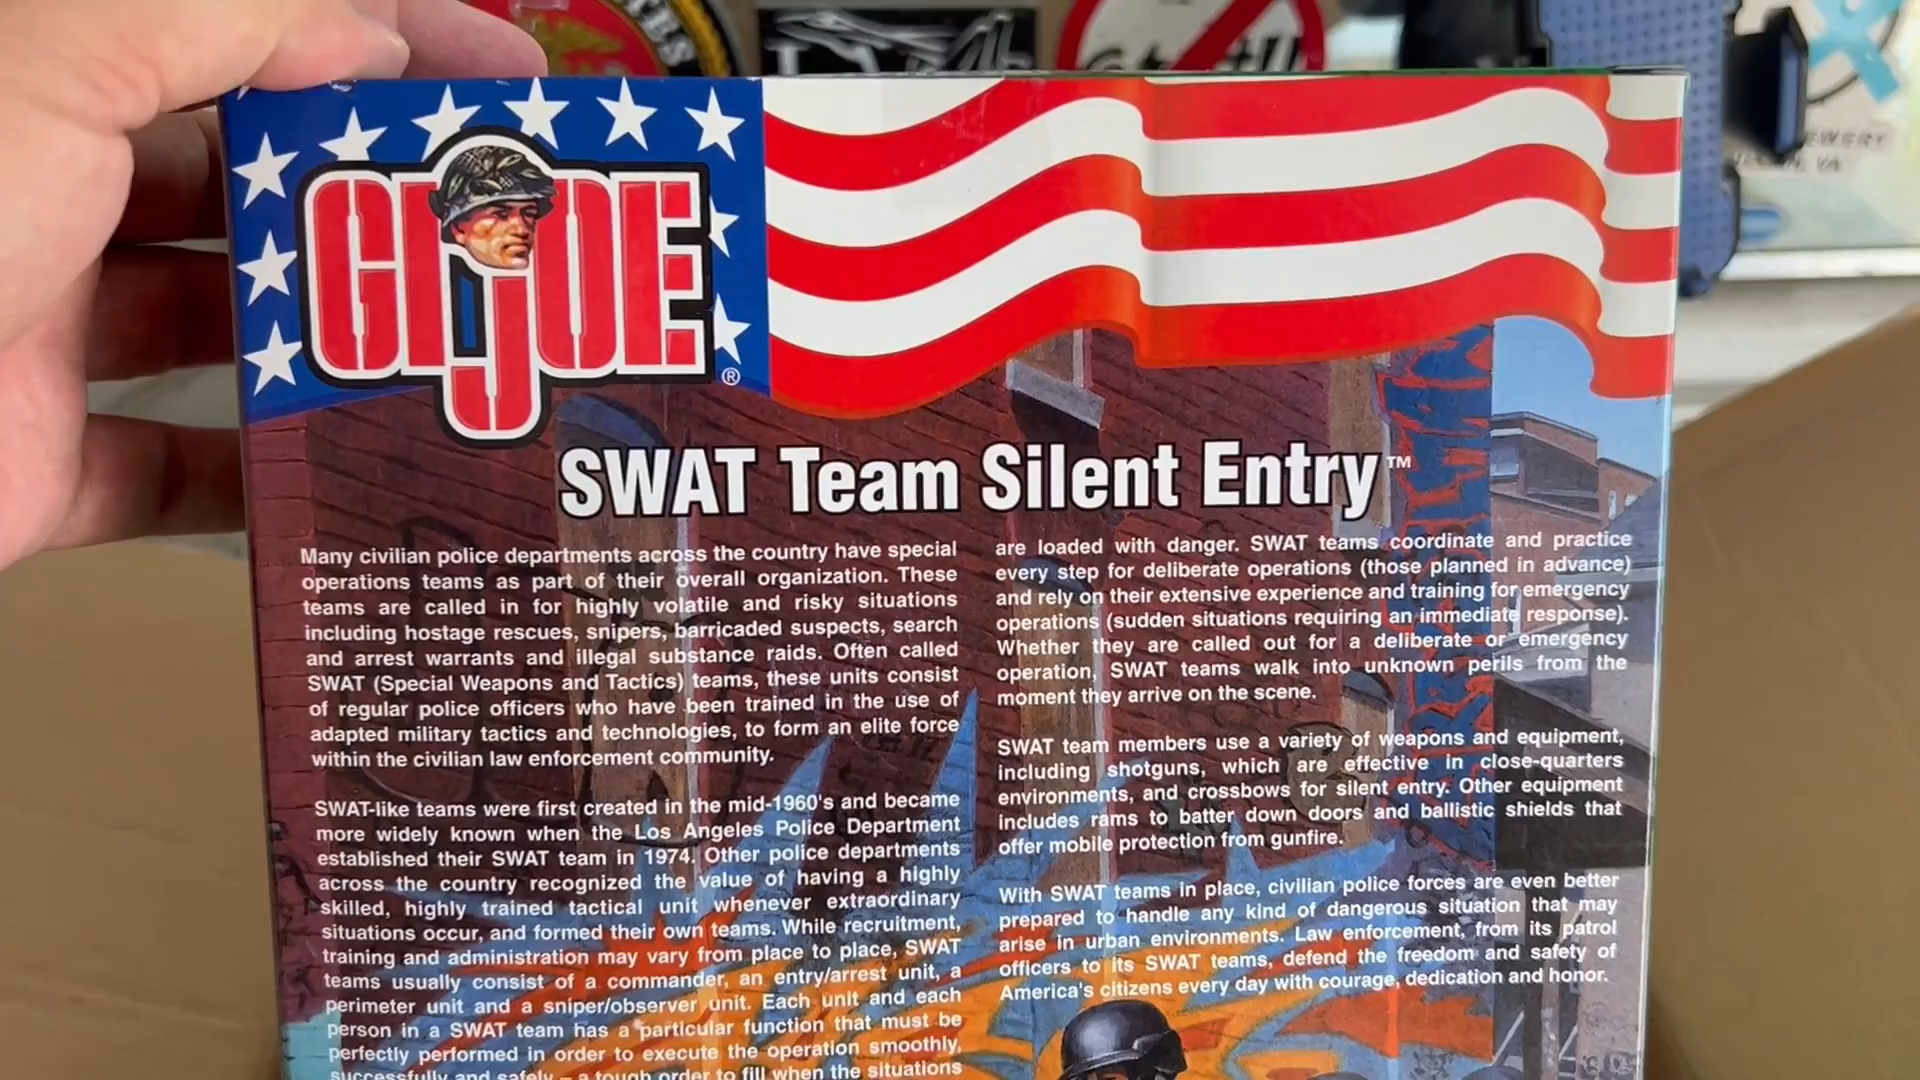 GI JOE
®
SWAT Team Silent Entry™
Many civilian police departments across the country have special
operations teams as part of their overall organization. These
teams are called in for highly volatile and risky situations
including hostage rescues, snipers, barricaded suspects, search
and arrest warrants and illegal substance raids. Often called
SWAT (Special Weapons and Tactics) teams, these units consist
of regular police officers who have been trained in the use of
adapted military tactics and technologies, to form an elite force
within the civilian law enforcement community.
SWAT-like teams were first created in the mid-1960's and became
more widely known when the Los Angeles Police Department
established their SWAT team in 1974. Other police departments
across the country recognized the value of having a highly
skilled, highly trained tactical unit whenever extraordinary
situations occur, and formed their own teams. While recruitment,
training and administration may vary from place to place, SWAT
teams usually consist of a commander, an entry/arrest unit, a
perimeter unit and a sniper/observer unit. Each unit and each
person in a SWAT team has a particular function that must be
perfectly performed in order to execute the operation smoothly,
successfully and safely – a tough order to fill when the situations
are loaded with danger. SWAT teams coordinate and practice
every step for deliberate operations (those planned in advance)
and rely on their extensive experience and training for emergency
operations (sudden situations requiring an immediate response).
Whether they are called out for a deliberate or emergency
operation, SWAT teams walk into unknown perils from the
moment they arrive on the scene.
SWAT team members use a variety of weapons and equipment,
including shotguns, which are effective in close-quarters
environments, and crossbows for silent entry. Other equipment
includes rams to batter down doors and ballistic shields that
offer mobile protection from gunfire.
With SWAT teams in place, civilian police forces are even better
prepared to handle any kind of dangerous situation that may
arise in urban environments. Law enforcement, from its patrol
officers to its SWAT teams, defend the freedom and safety of
America's citizens every day with courage, dedication and honor.
VA